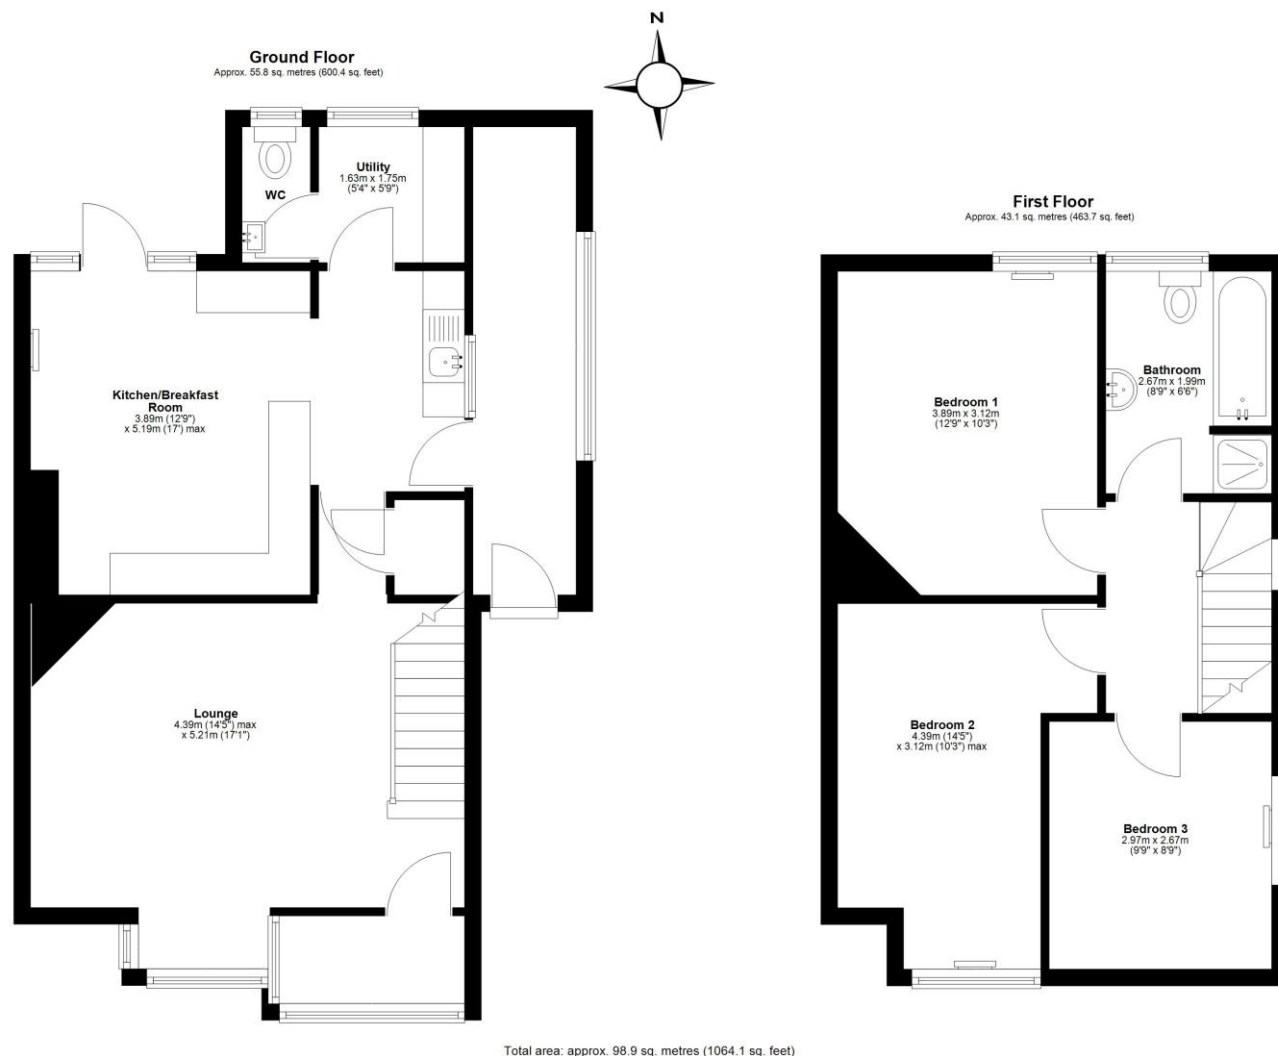 N
Ground Floor
Approx. 55.8 sq. metres (600.4 sq. feet)
Utility
1.63m x 1.75m
(5'4" x 5'9")
WC
Kitchen/Breakfast
Room
3.89m (12'9")
x 5.19m (17') max
Lounge
4.39m (14'5") max
x 5.21m (17'1")
First Floor
Approx. 43.1 sq. metres (463.7 sq. feet)
Bathroom
2.67m x 1.99m
(8'9" x 6'6")
Bedroom 1
3.89m x 3.12m
(12'9" x 10'3")
Bedroom 2
4.39m (14'5")
x 3.12m (10'3") max
Bedroom 3
2.97m x 2.67m
(9'9" x 8'9")
Total area: approx. 98.9 sq. metres (1064.1 sq. feet)